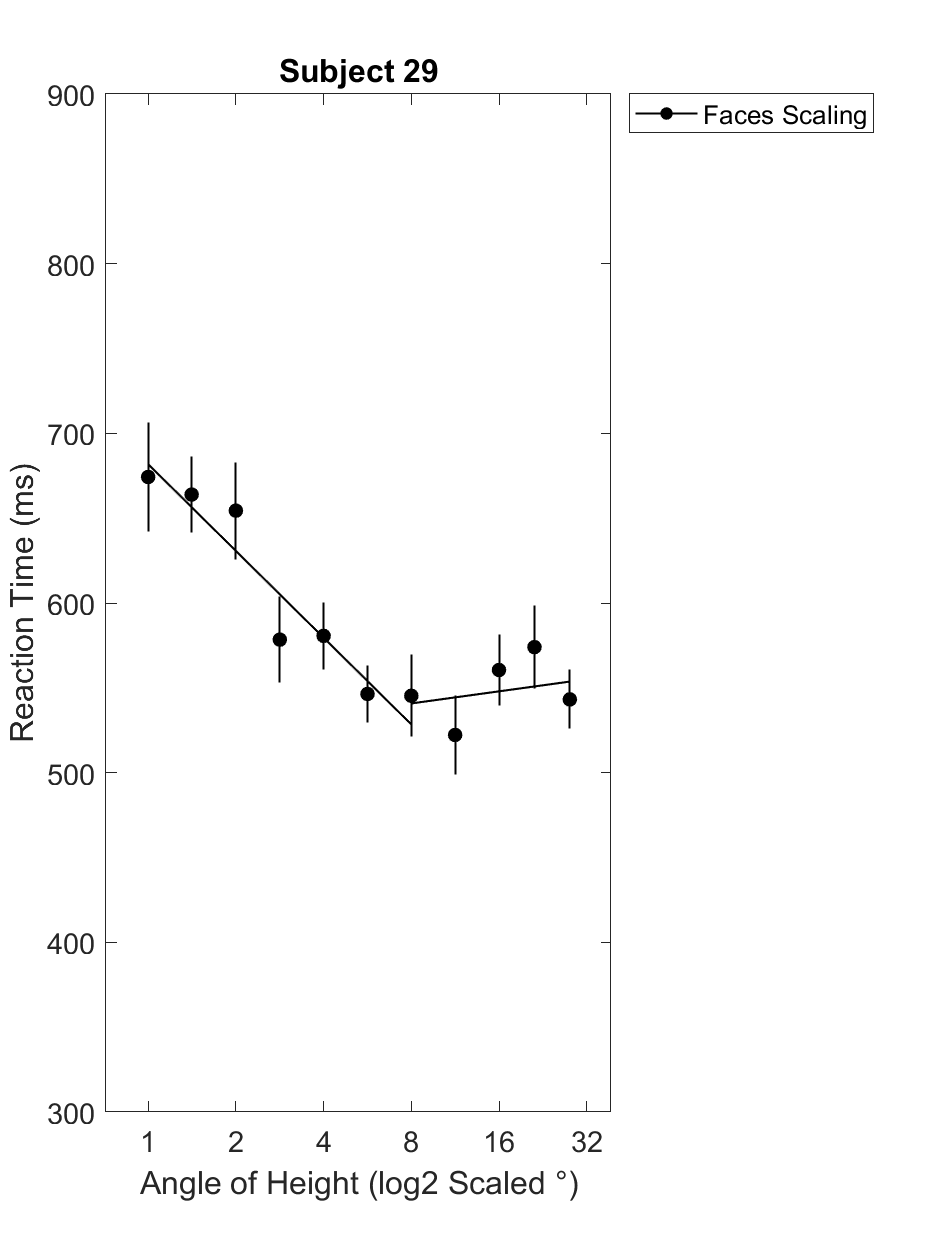 Subject 29
Faces Scaling
900
800
700
600
500
400
300
Reaction Time (ms)
1 2 4 8 16 32
Angle of Height (log2 Scaled °)